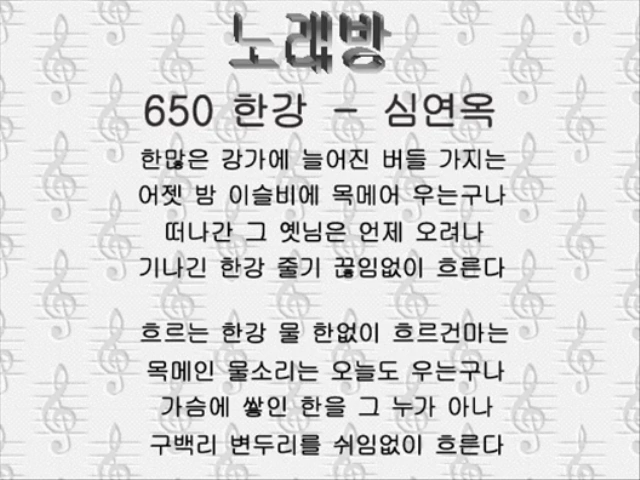 노래방
650 한강 - 심연옥
한많은 강가에 늘어진 버들 가지는
어젯 밤 이슬비에 목메어 우는구나
떠나간 그 옛님은 언제 오려나
기나긴 한강 줄기 끊임없이 흐른다
흐르는 한강 물 한없이 흐르건마는
목메인 물소리는 오늘도 우는구나
가슴에 쌓인 한을 그 누가 아나
구백리 변두리를 쉬임없이 흐른다